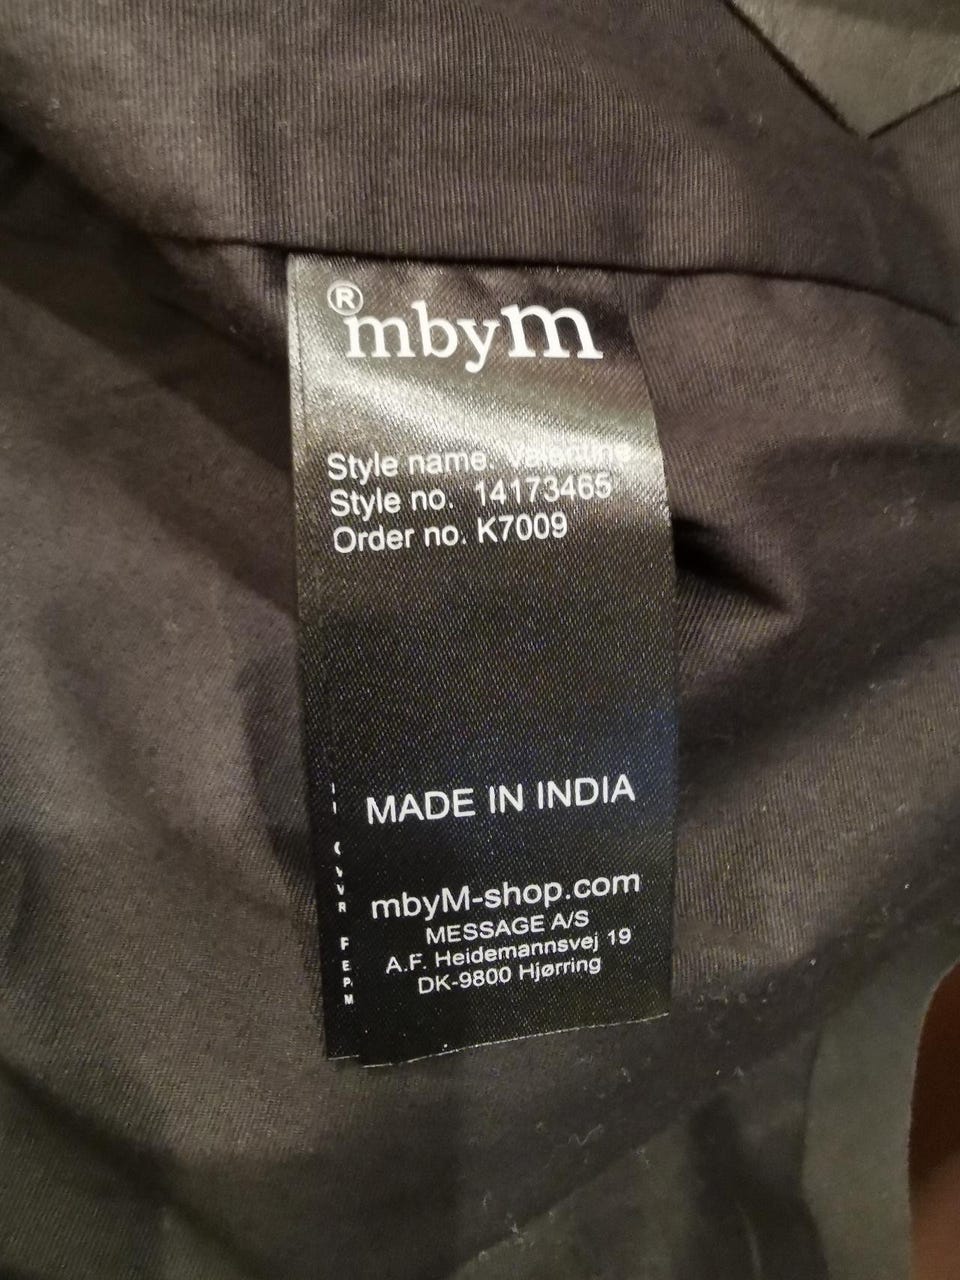 ® mbyM
Style name: Valentine
Style no. 14173465
Order no. K7009
MADE IN INDIA
mbyM-shop.com
MESSAGE A/S
A.F. Heidemannsvej 19
DK-9800 Hjørring